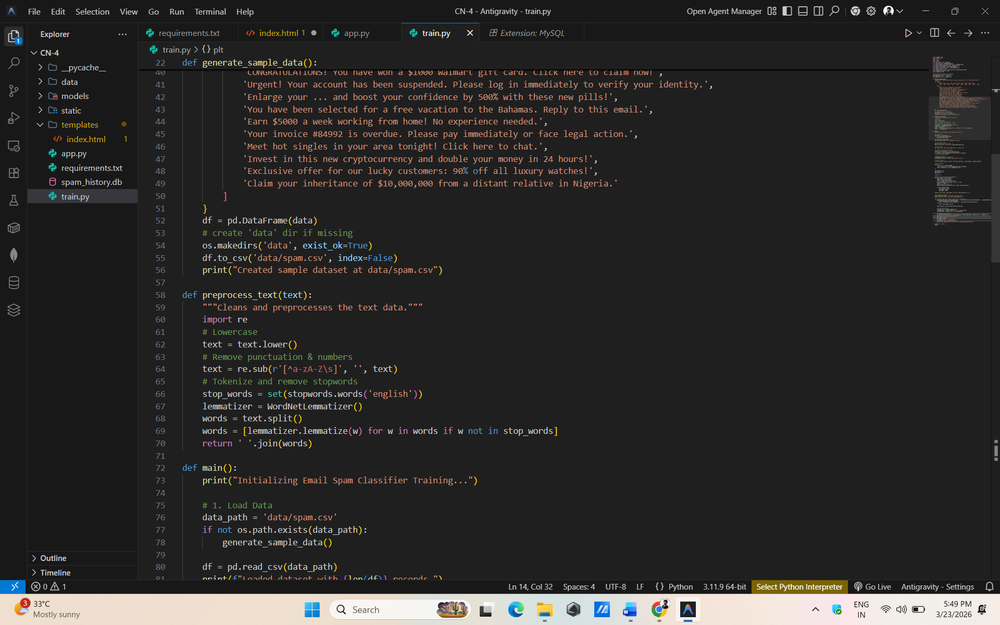 File Edit Selection View Go Run Terminal Help
CN-4 - Antigravity - train.py
Open Agent Manager
Explorer
requirements.txt
index.html 1
app.py
train.py
Extension: MySQL
CN-4
__pycache__
data
models
static
templates
index.html 1
app.py
requirements.txt
spam_history.db
train.py
Outline
Timeline
1
train.py > {} plt
22 def generate_sample_data():
40 'CONGRATULATIONS! You have won a $1000 Walmart gift card. Click here to claim now!',
41 'Urgent! Your account has been suspended. Please log in immediately to verify your identity.',
42 'Enlarge your ... and boost your confidence by 500% with these new pills!',
43 'You have been selected for a free vacation to the Bahamas. Reply to this email.',
44 'Earn $5000 a week working from home! No experience needed.',
45 'Your invoice #84992 is overdue. Please pay immediately or face legal action.',
46 'Meet hot singles in your area tonight! Click here to chat.',
47 'Invest in this new cryptocurrency and double your money in 24 hours!',
48 'Exclusive offer for our lucky customers: 90% off all luxury watches!',
49 'Claim your inheritance of $10,000,000 from a distant relative in Nigeria.'
50 ]
51 }
52 df = pd.DataFrame(data)
53 # create 'data' dir if missing
54 os.makedirs('data', exist_ok=True)
55 df.to_csv('data/spam.csv', index=False)
56 print("Created sample dataset at data/spam.csv")
57
58 def preprocess_text(text):
59 """Cleans and preprocesses the text data."""
60 import re
61 # Lowercase
62 text = text.lower()
63 # Remove punctuation & numbers
64 text = re.sub(r'[^a-zA-Z\s]', '', text)
65 # Tokenize and remove stopwords
66 stop_words = set(stopwords.words('english'))
67 lemmatizer = WordNetLemmatizer()
68 words = text.split()
69 words = [lemmatizer.lemmatize(w) for w in words if w not in stop_words]
70 return ' '.join(words)
71
72 def main():
73 print("Initializing Email Spam Classifier Training...")
74
75 # 1. Load Data
76 data_path = 'data/spam.csv'
77 if not os.path.exists(data_path):
78 generate_sample_data()
79
80 df = pd.read_csv(data_path)
81 print(f"Loaded dataset with {len(df)} records.")
0 1
Ln 14, Col 32 Spaces: 4 UTF-8 LF {} Python 3.11.9 64-bit Select Python Interpreter Go Live Antigravity - Settings
3
33°C
Mostly sunny
Search
ENG
IN
5:49 PM
3/23/2026